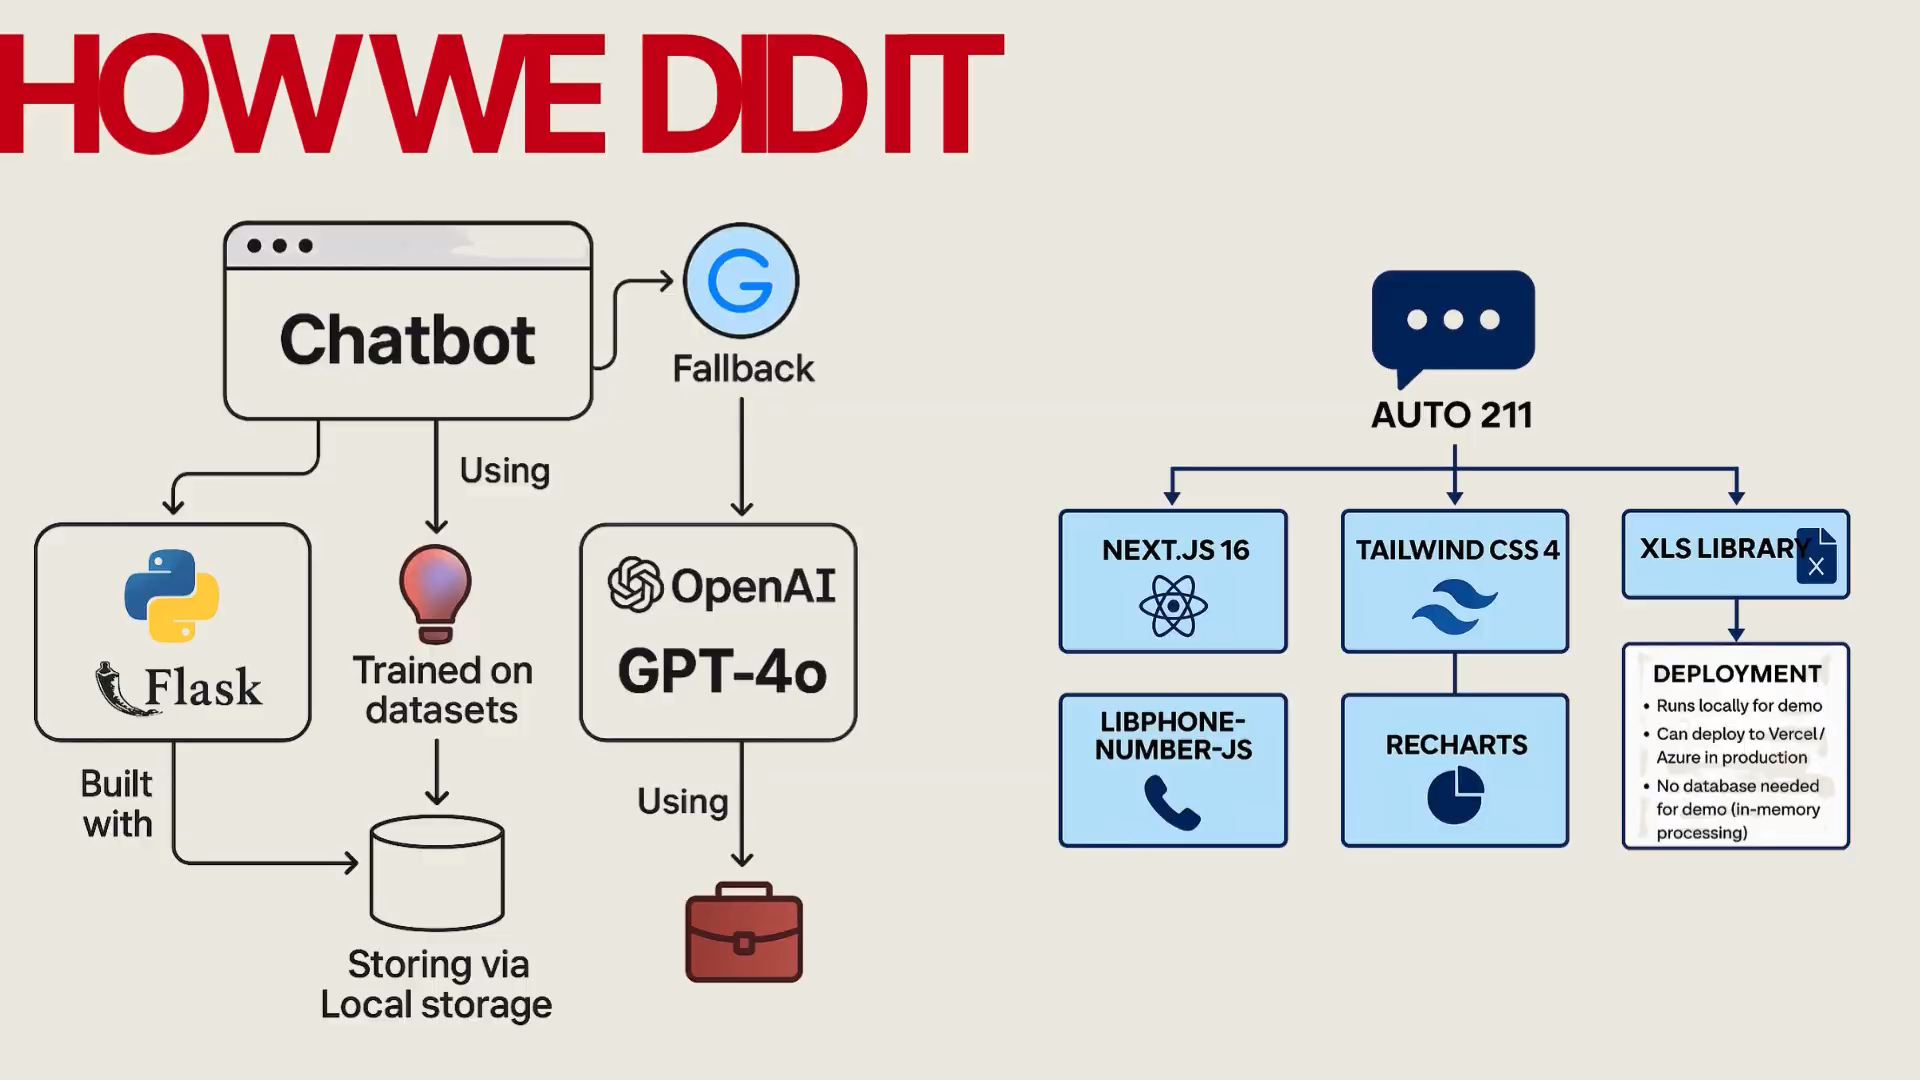 HOW WE DID IT
Chatbot
Fallback
Using
Flask
Trained on
datasets
OpenAI
GPT-4o
Built
with
Using
Storing via
Local storage
AUTO 211
NEXT.JS 16
TAILWIND CSS 4
XLS LIBRARY
X
LIBPHONE-
NUMBER-JS
RECHARTS
DEPLOYMENT
• Runs locally for demo
• Can deploy to Vercel/
Azure in production
• No database needed
for demo (in-memory
processing)